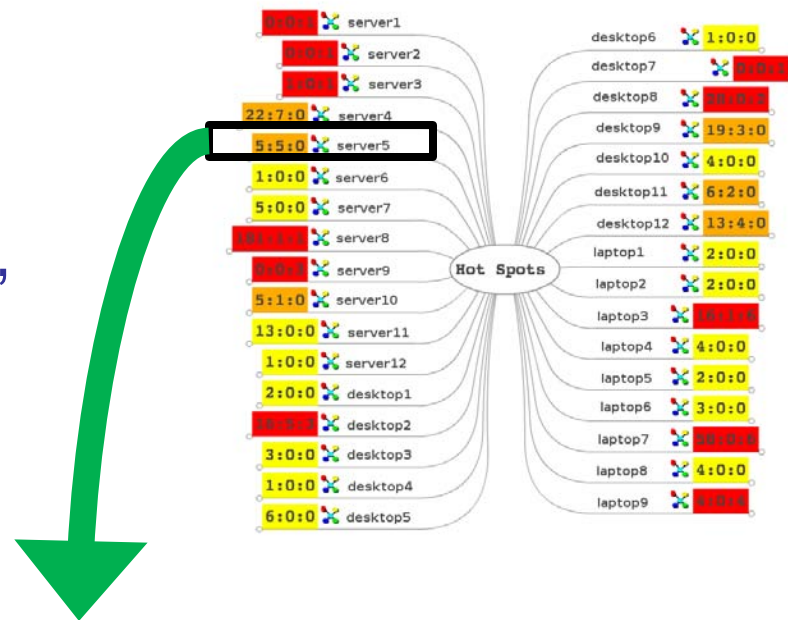 server1
server2
server3
22:7:0 server4
5:5:0 server5
1:0:0 server6
5:0:0 server7
server8
server9
5:1:0 server10
13:0:0 server11
1:0:0 server12
2:0:0 desktop1
desktop2
3:0:0 desktop3
1:0:0 desktop4
6:0:0 desktop5
,
Hot Spots
desktop6 1:0:0
desktop7
desktop8
desktop9 19:3:0
desktop10 4:0:0
desktop11 6:2:0
desktop12 13:4:0
laptop1 2:0:0
laptop2 2:0:0
laptop3
laptop4 4:0:0
laptop5 2:0:0
laptop6 3:0:0
laptop7
laptop8 4:0:0
laptop9